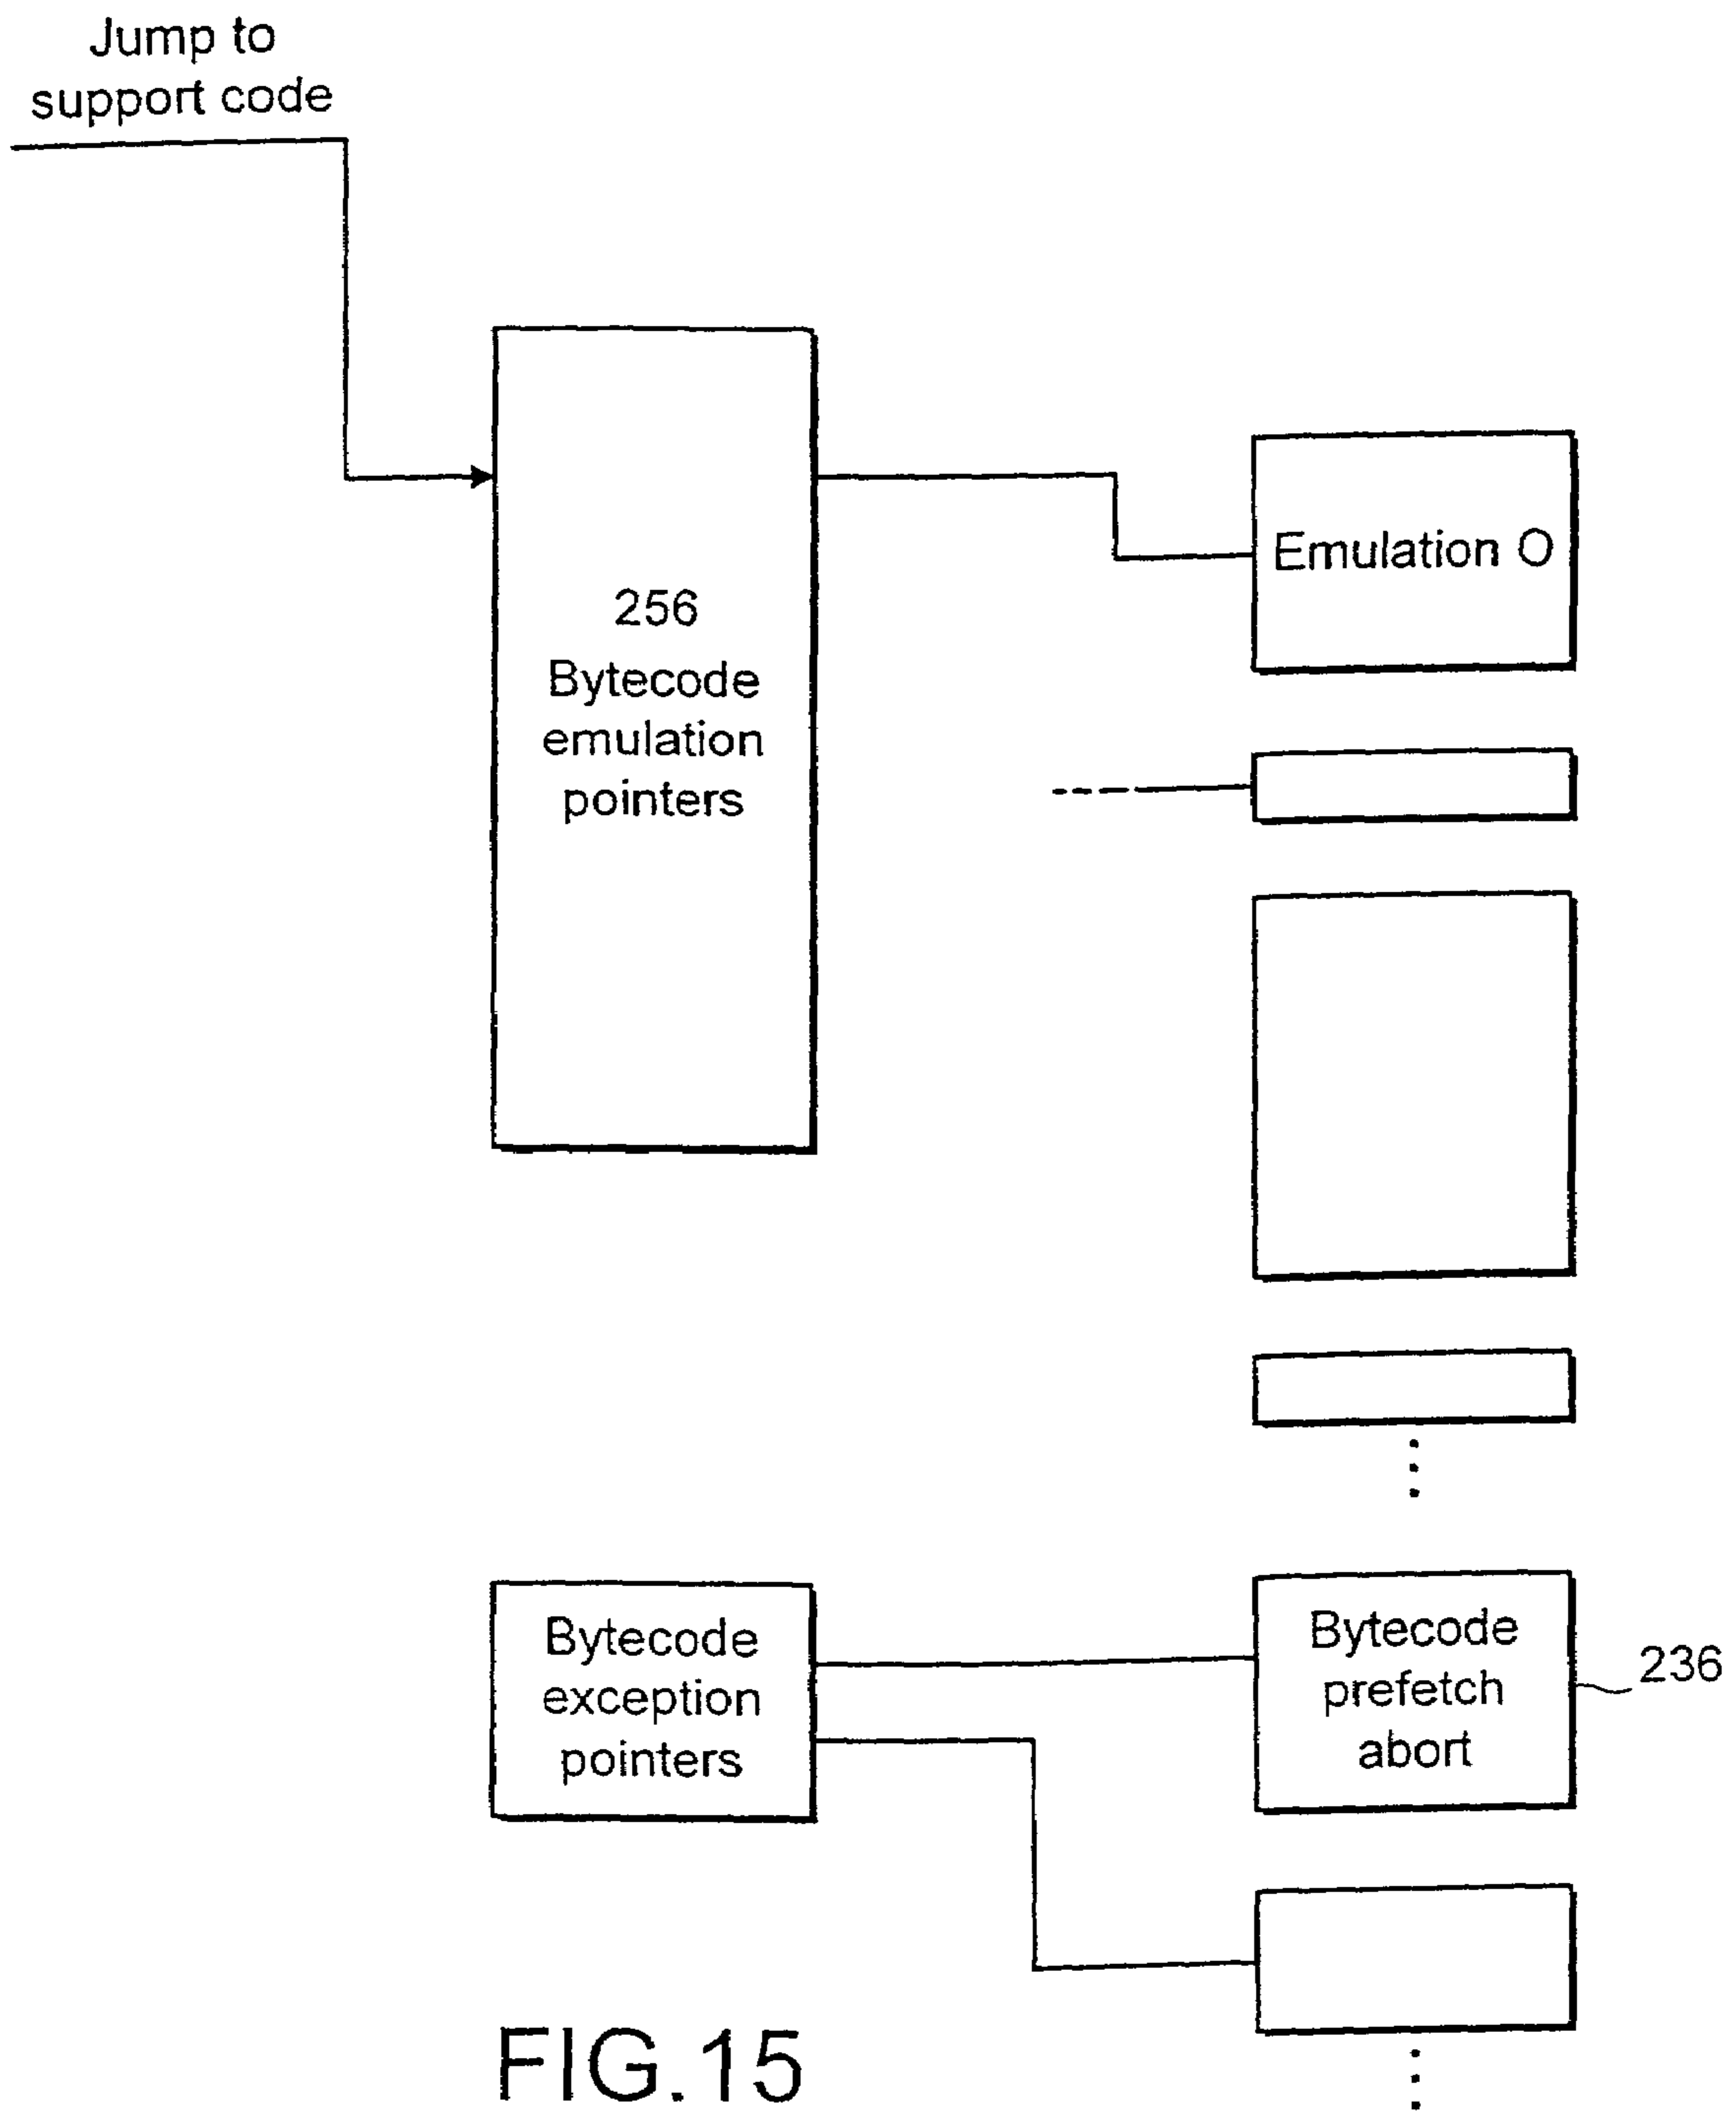 Jump to
support code
256
Bytecode
emulation
pointers
Emulation O
Bytecode
exception
pointers
Bytecode
prefetch
abort
236
FIG.15